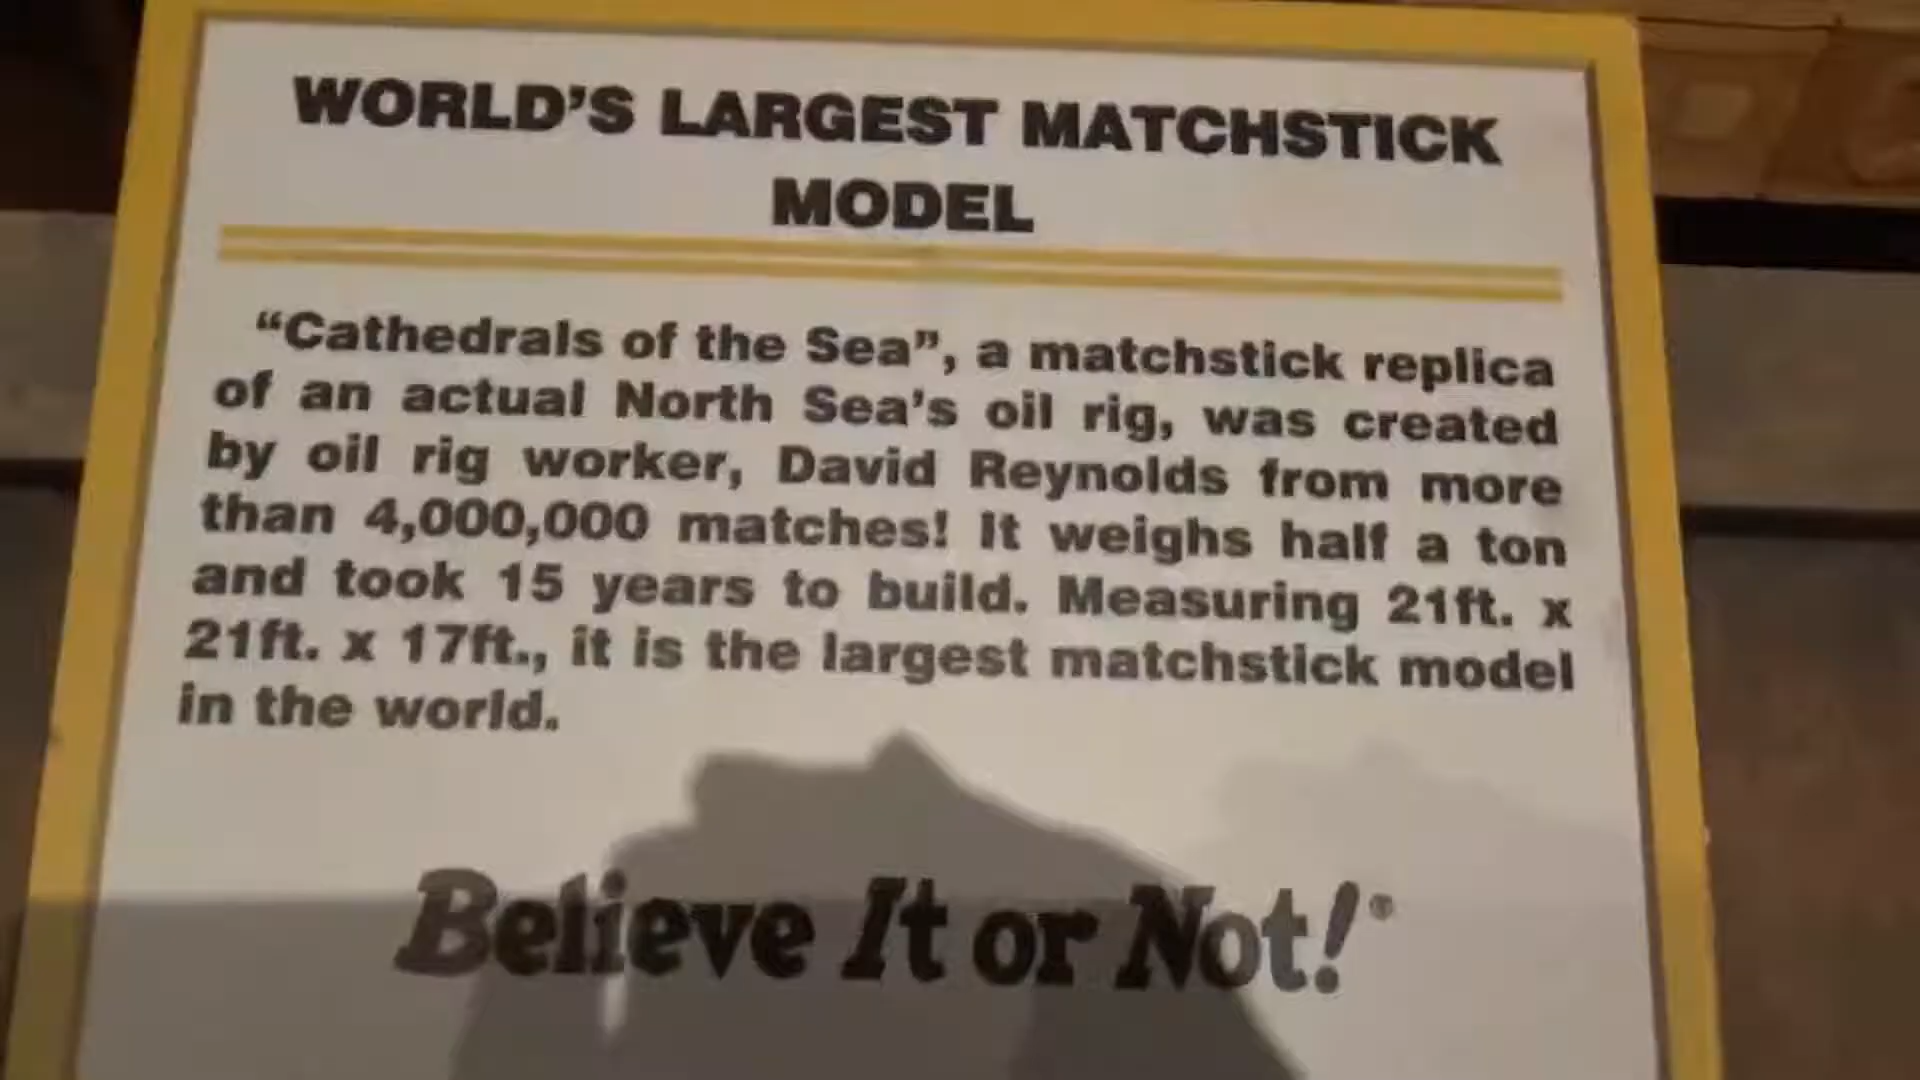 WORLD'S LARGEST MATCHSTICK
MODEL
“Cathedrals of the Sea”, a matchstick replica
of an actual North Sea's oil rig, was created
by oil rig worker, David Reynolds from more
than 4,000,000 matches! It weighs half a ton
and took 15 years to build. Measuring 21ft. x
21ft. x 17ft., it is the largest matchstick model
in the world.
Believe It or Not!®